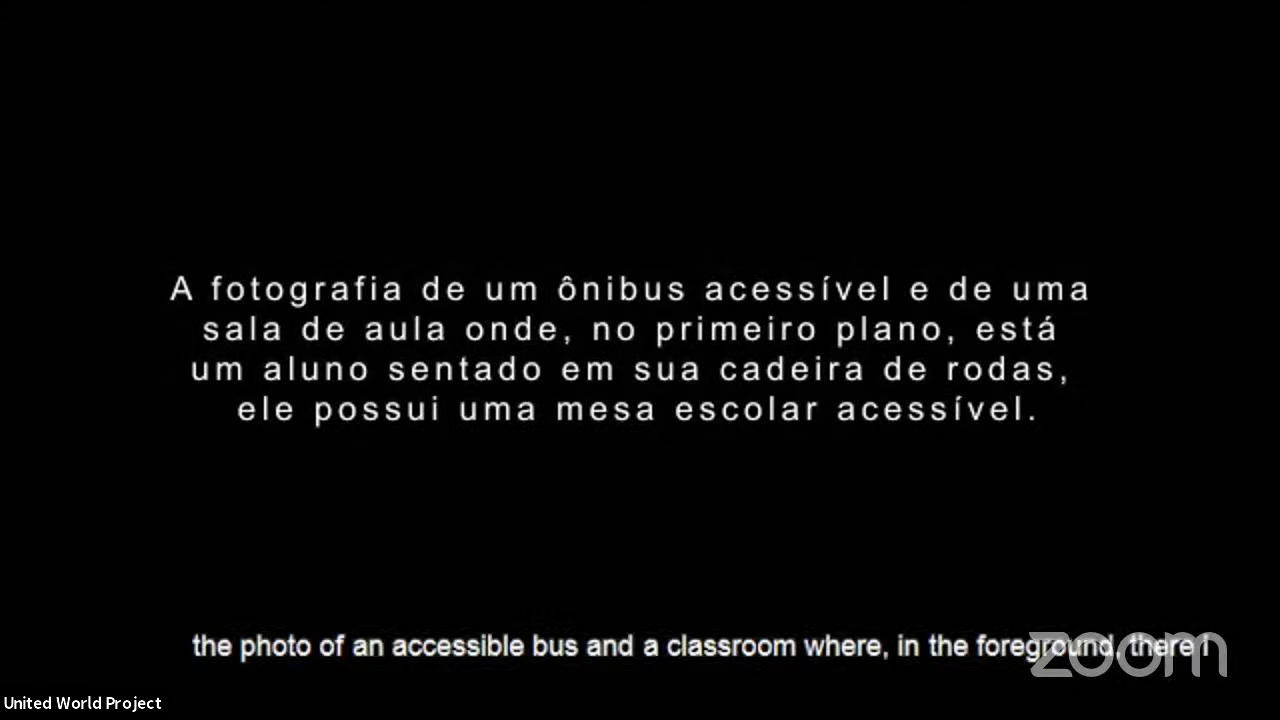 A fotografia de um ônibus acessível e de uma
sala de aula onde, no primeiro plano, está
um aluno sentado em sua cadeira de rodas,
ele possui uma mesa escolar acessível.
the photo of an accessible bus and a classroom where, in the foreground, there i
zoom
United World Project